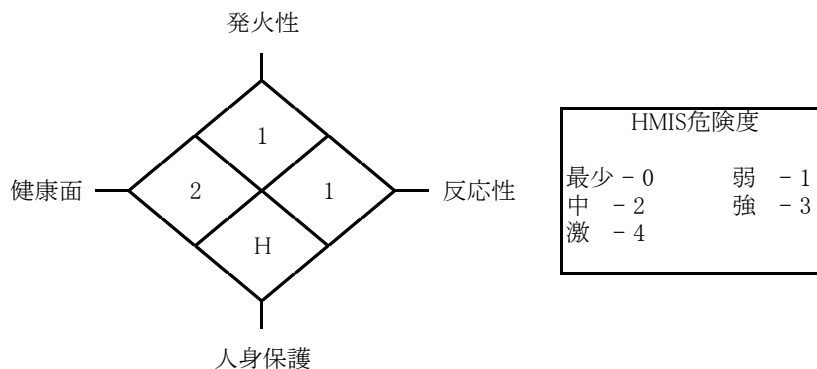 発火性
1
健康面
2
1
反応性
H
人身保護
HMIS危険度
最少－0 弱 －1
中 －2 強 －3
激 －4